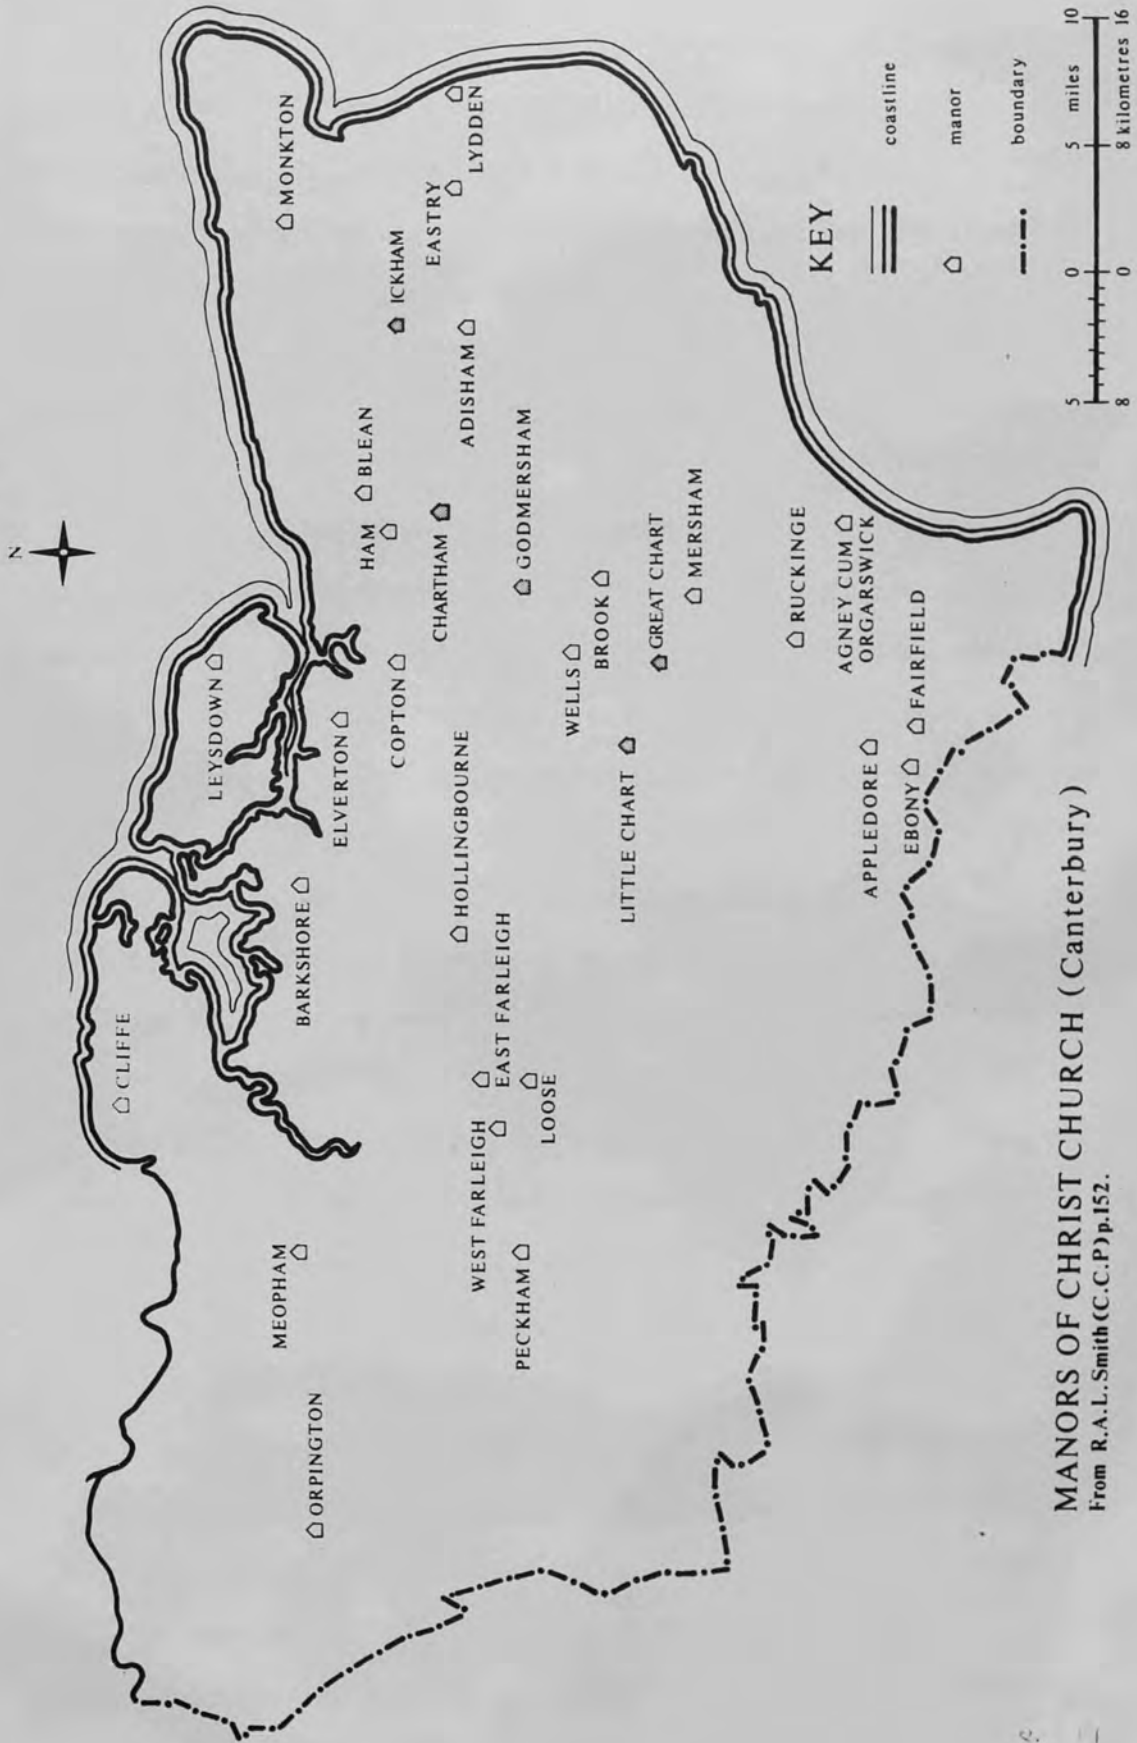 N
MONKTON
LYDDEN
EASTRY
ICKHAM
ADISHAM
BLEAN
HAM
CHARTHAM
GODMERSHAM
LEYSDOWN
ELVERTON
COPTON
WELLS
BROOK
GREAT CHART
MERSHAM
LITTLE CHART
HOLLINGBOURNE
BARKSHORE
CLIFFE
EAST FARLEIGH
LOOSE
WEST FARLEIGH
PECKHAM
MEOPHAM
ORPINGTON
RUCKINGE
AGNEY CUM
ORGARSWICK
FAIRFIELD
APPLEDORE
EBONY
KEY
coastline
manor
boundary
5 0 5 miles 10
8 0 8 kilometres 16
MANORS OF CHRIST CHURCH (Canterbury)
From R.A.L. Smith (C.C.P) p.152.